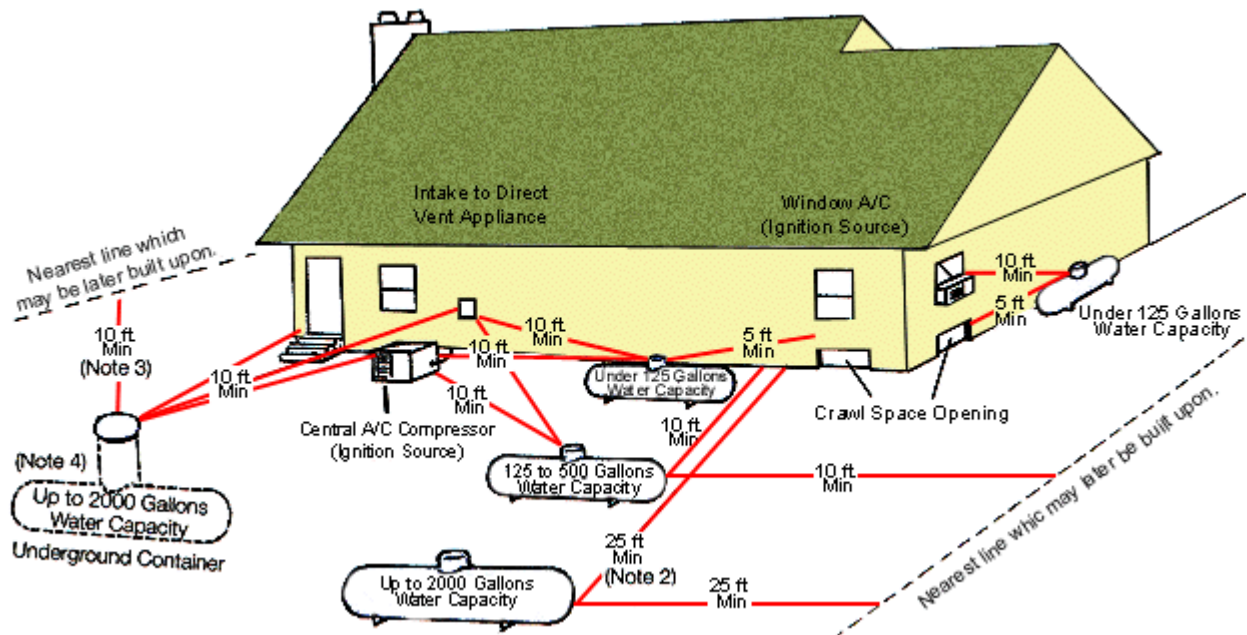 Intake to Direct
Vent Appliance
Window A/C
(Ignition Source)
Nearest line which
may be later built upon.
10 ft
Min
(Note 3)
10 ft
Min
10 ft
Min
10 ft
Min
10 ft
Min
5 ft
Min
10 ft
Min
5 ft
Min
Under 125 Gallons
Water Capacity
Under 125 Gallons
Water Capacity
Crawl Space Opening
Central A/C Compressor
(Ignition Source)
10 ft
Min
(Note 4)
Up to 2000 Gallons
Water Capacity
Underground Container
125 to 500 Gallons
Water Capacity
10 ft
Min
25 ft
Min
(Note 2)
Up to 2000 Gallons
Water Capacity
25 ft
Min
Nearest line whic may later be built upon.